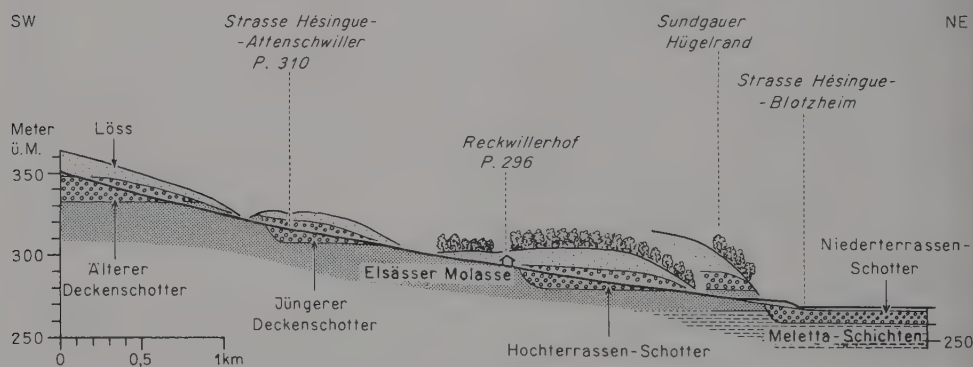 SW
NE
Strasse Hésingue-
-Attenschwiller
P. 310
Sundgauer
Hügelrand
Strasse Hésingue-
-Blotzheim
Meter
ü.M.
Löss
Reckwillerhof
P. 296
350
300
250
Niederterrassen-
Schotter
Elsässer Molasse
Älterer
Deckenschotter
Jüngerer
Deckenschotter
Hochterrassen-Schotter
Meletta-Schichten
250
0
0,5
1km